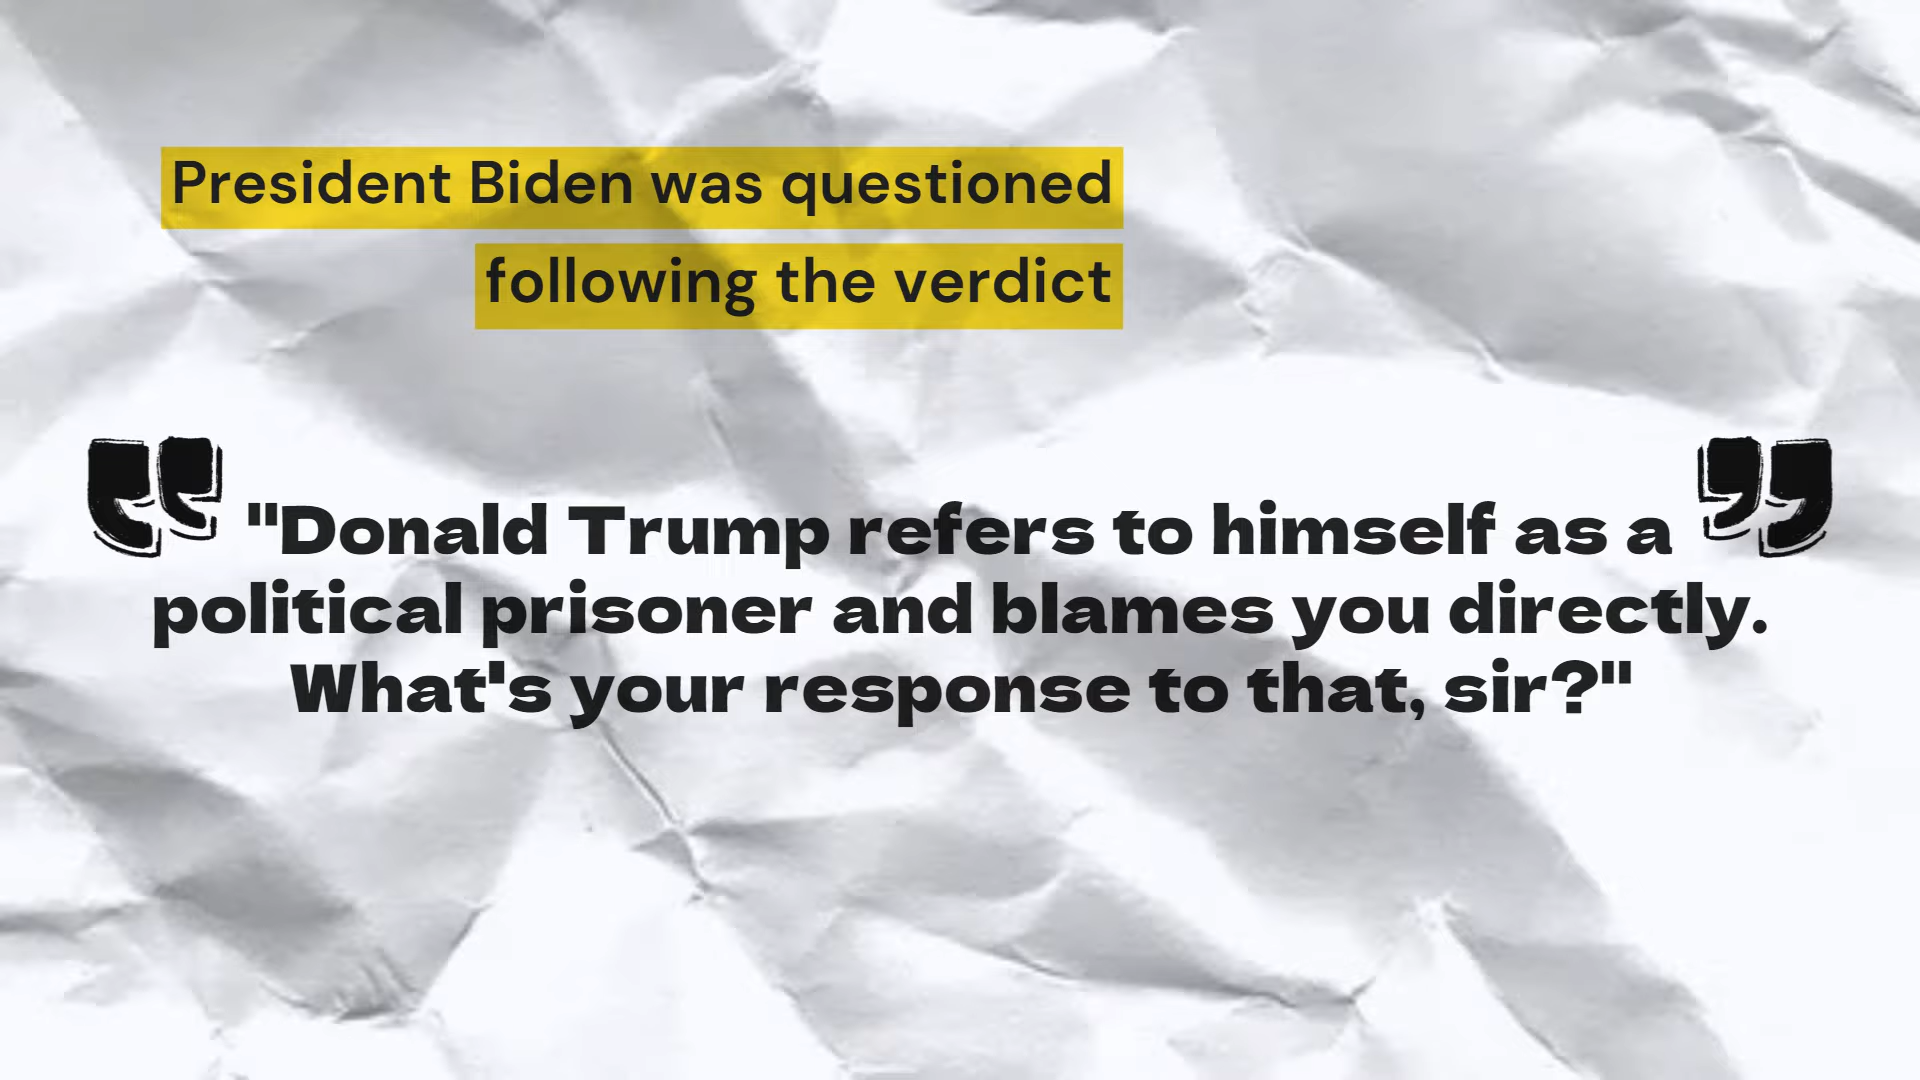 President Biden was questioned
following the verdict
"Donald Trump refers to himself as a
political prisoner and blames you directly.
What's your response to that, sir?"